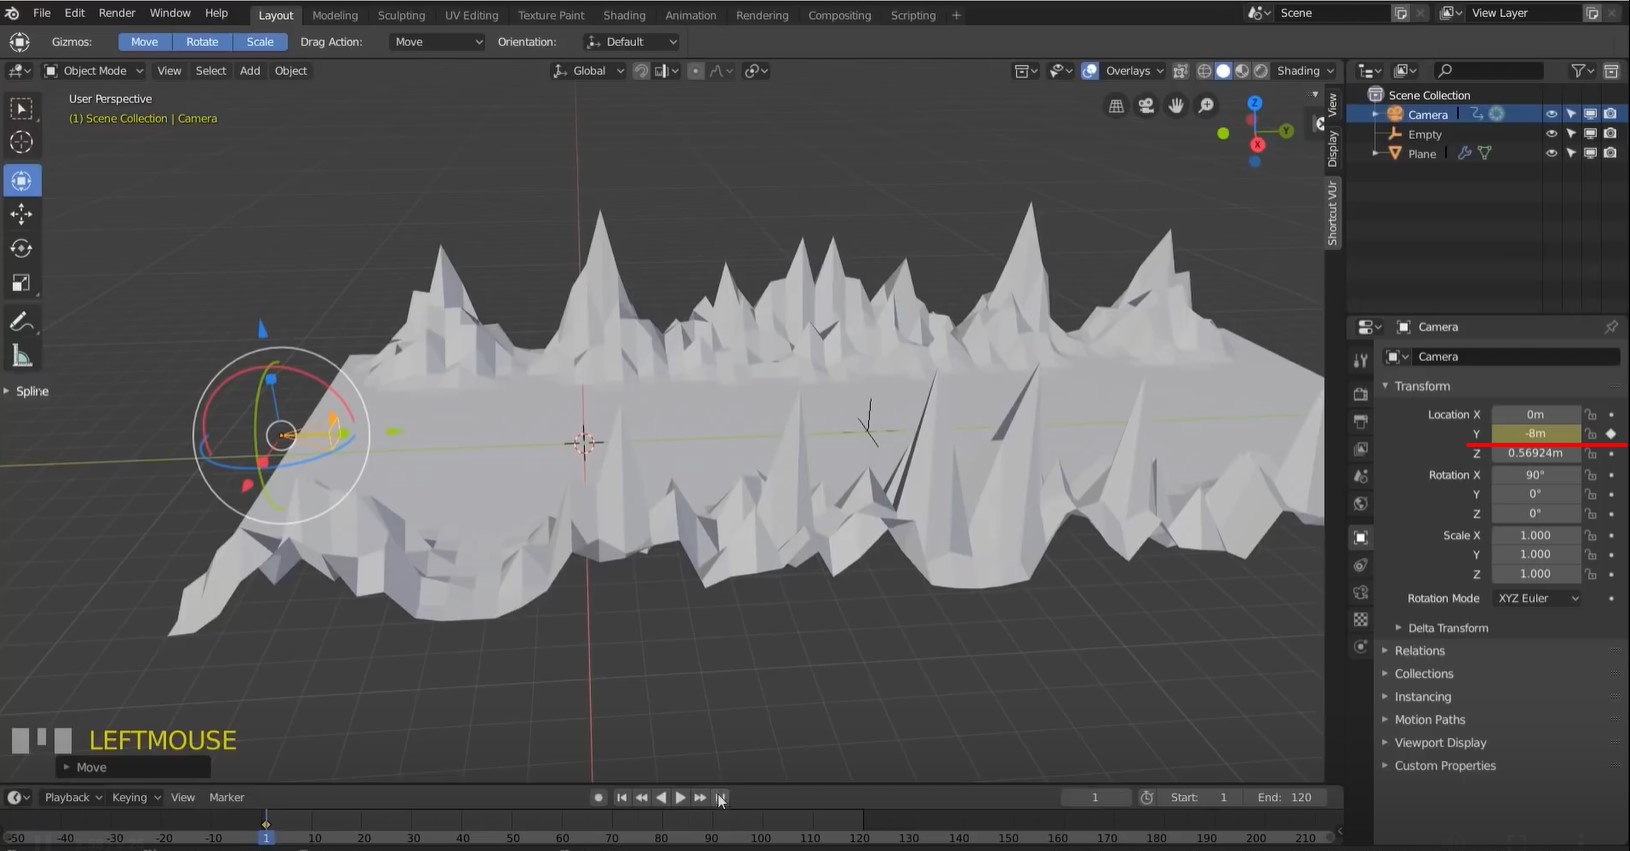 File Edit Render Window Help Layout Modeling Sculpting UV Editing Texture Paint Shading Animation Rendering Compositing Scripting + Scene View Layer
Gizmos: Move Rotate Scale Drag Action: Move Orientation: Default
Object Mode View Select Add Object Global Overlays Shading
User Perspective
(1) Scene Collection | Camera
Z
Y
X
View
Display
Shortcut VUr
Scene Collection
Camera
Empty
Plane
Spline
Camera
Camera
Transform
Location X 0m
Y -8m
Z 0.56924m
Rotation X 90°
Y 0°
Z 0°
Scale X 1.000
Y 1.000
Z 1.000
Rotation Mode XYZ Euler
Delta Transform
Relations
Collections
Instancing
Motion Paths
Viewport Display
Custom Properties
LEFTMOUSE
Move
Playback Keying View Marker 1 Start: 1 End: 120
-50 -40 -30 -20 -10 1 10 20 30 40 50 60 70 80 90 100 110 120 130 140 150 160 170 180 190 200 210